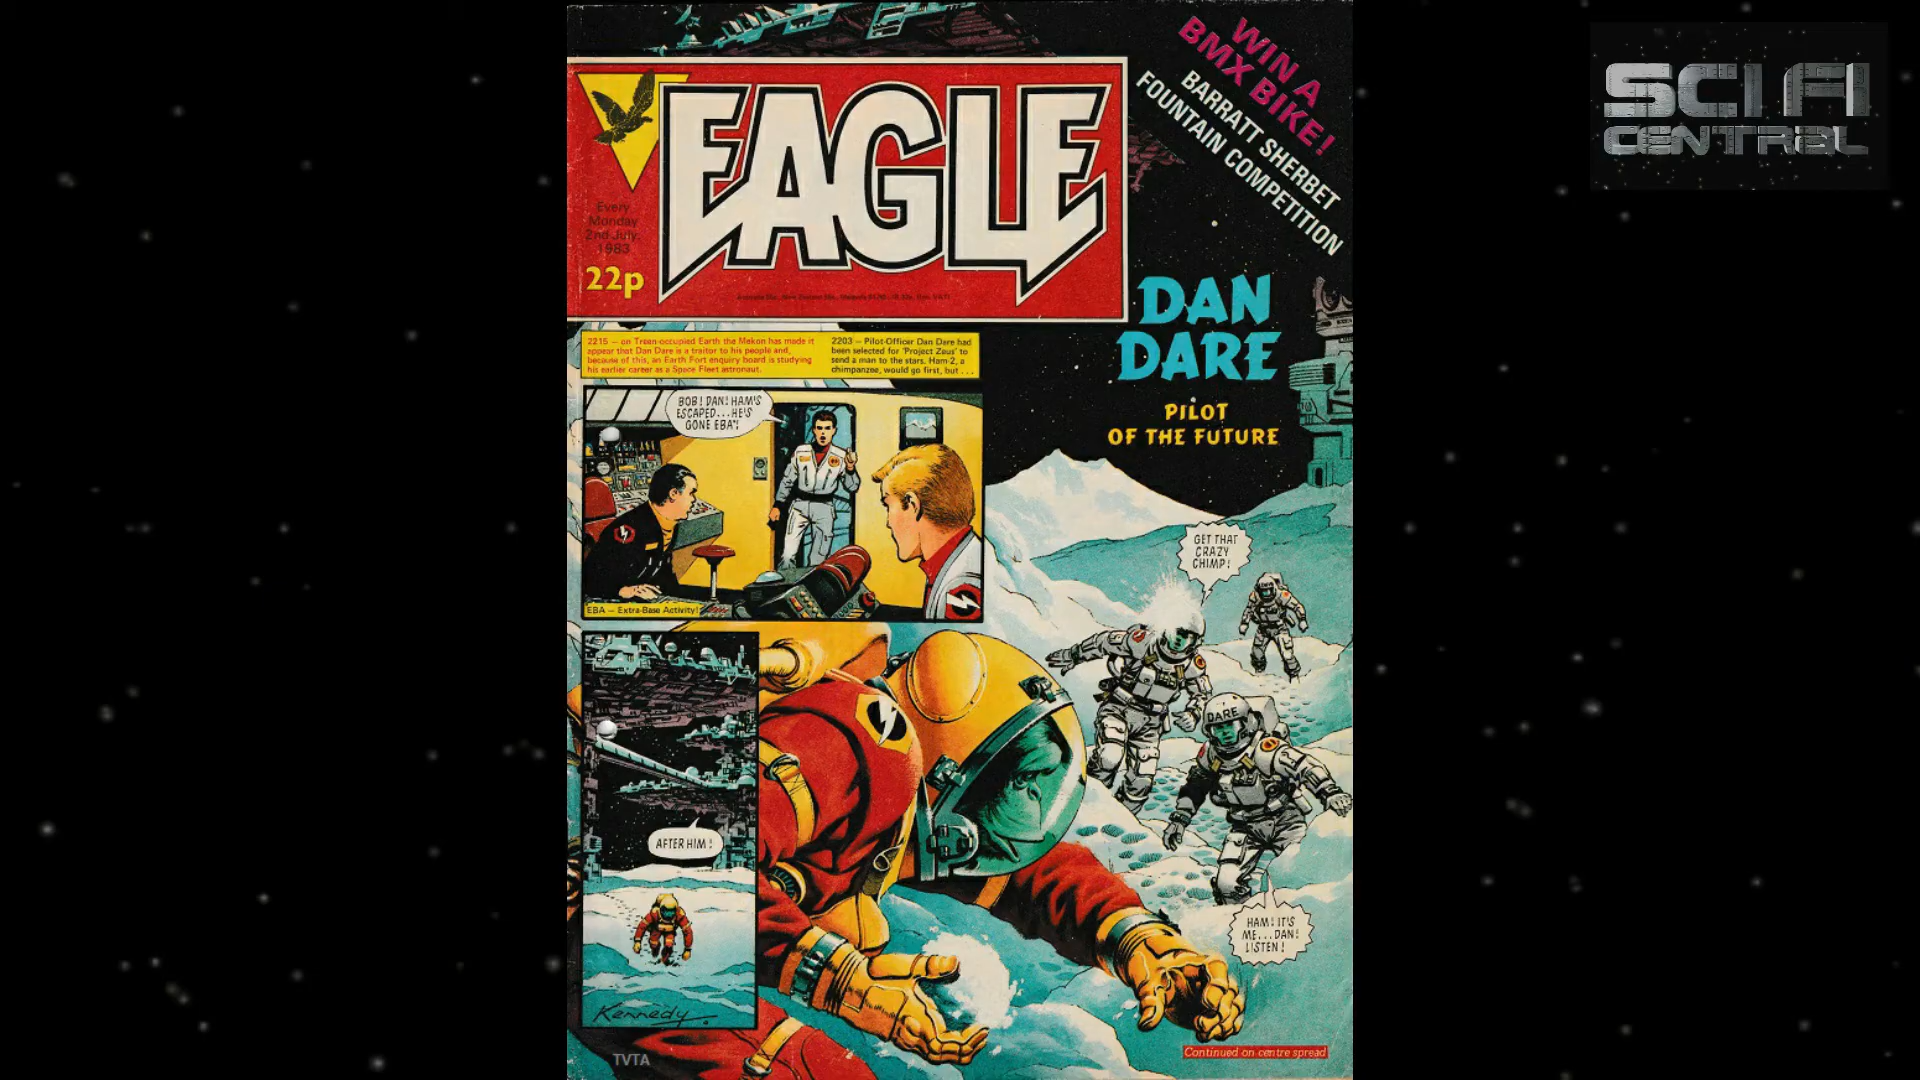 WIN A
BMX BIKE!
BARRATT SHERBET
FOUNTAIN COMPETITION
SCI FI
CENTRAL
EAGLE
Every
Monday
2nd July.
1983
22p
DAN
DARE
PILOT
OF THE FUTURE
2215 — on Treen-occupied Earth the Mekon has made it
appear that Dan Dare is a traitor to his people and,
because of this, an Earth Fort enquiry board is studying
his earlier career as a Space Fleet astronaut.
2203 — Pilot-Officer Dan Dare had
been selected for 'Project Zeus' to
send a man to the stars. Ham-2, a
chimpanzee, would go first, but . . .
BOB! DAN! HAM'S
ESCAPED...HE'S
GONE EBA*!
EBA — Extra-Base Activity!
GET THAT
CRAZY
CHIMP!
DARE
AFTER HIM!
HAM! IT'S
ME...DAN!
LISTEN!
Kennedy.
TVTA
Continued on centre spread